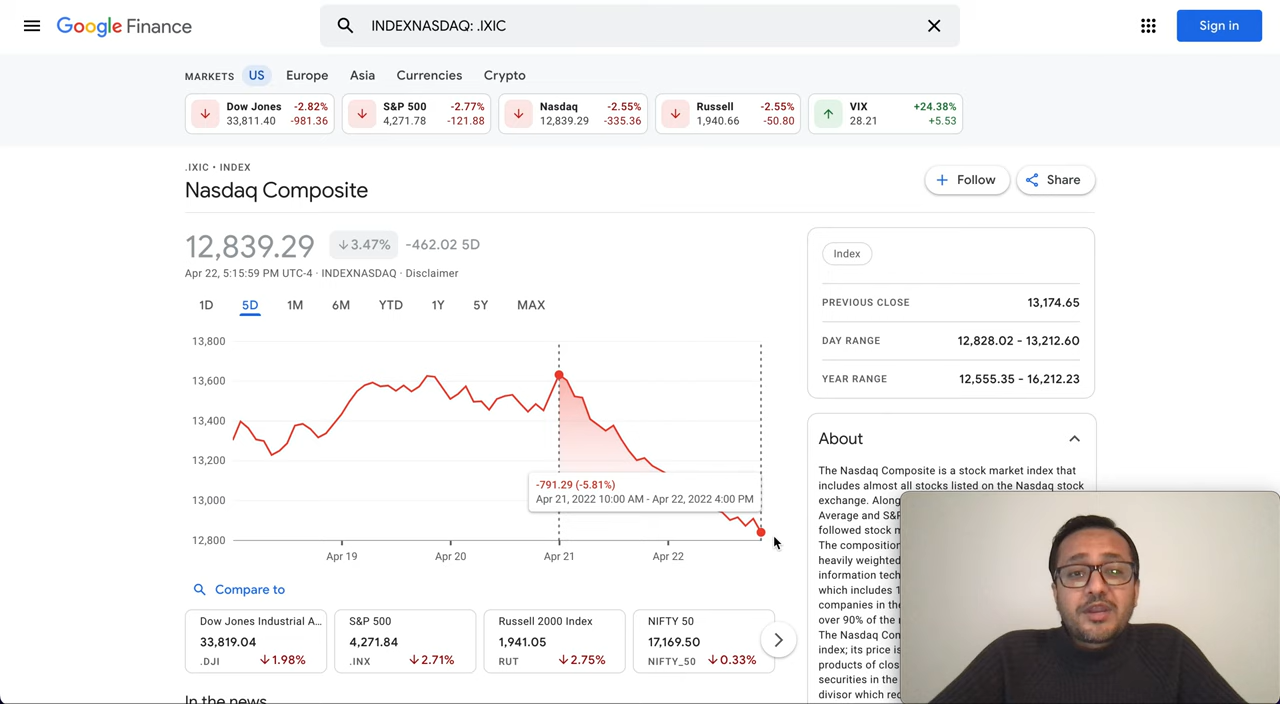 Google Finance
INDEXNASDAQ: .IXIC
Sign in
MARKETS US Europe Asia Currencies Crypto
Dow Jones -2.82%
33,811.40 -981.36
S&P 500 -2.77%
4,271.78 -121.88
Nasdaq -2.55%
12,839.29 -335.36
Russell -2.55%
1,940.66 -50.80
VIX +24.38%
28.21 +5.53
.IXIC • INDEX
Nasdaq Composite
Follow
Share
12,839.29 3.47% -462.02 5D
Apr 22, 5:15:59 PM UTC-4 · INDEXNASDAQ · Disclaimer
1D 5D 1M 6M YTD 1Y 5Y MAX
13,800
13,600
13,400
13,200
13,000
12,800
-791.29 (-5.81%)
Apr 21, 2022 10:00 AM - Apr 22, 2022 4:00 PM
Apr 19 Apr 20 Apr 21 Apr 22
Compare to
Dow Jones Industrial A...
33,819.04
.DJI 1.98%
S&P 500
4,271.84
.INX 2.71%
Russell 2000 Index
1,941.05
RUT 2.75%
NIFTY 50
17,169.50
NIFTY_50 0.33%
In the news
Index
PREVIOUS CLOSE 13,174.65
DAY RANGE 12,828.02 - 13,212.60
YEAR RANGE 12,555.35 - 16,212.23
About
The Nasdaq Composite is a stock market index that
includes almost all stocks listed on the Nasdaq stock
exchange. Along
Average and S&P
followed stock
The composition
heavily weighted
information
which includes
companies in the
over 90% of the
The Nasdaq
index; its price is
products of
securities in the
divisor which